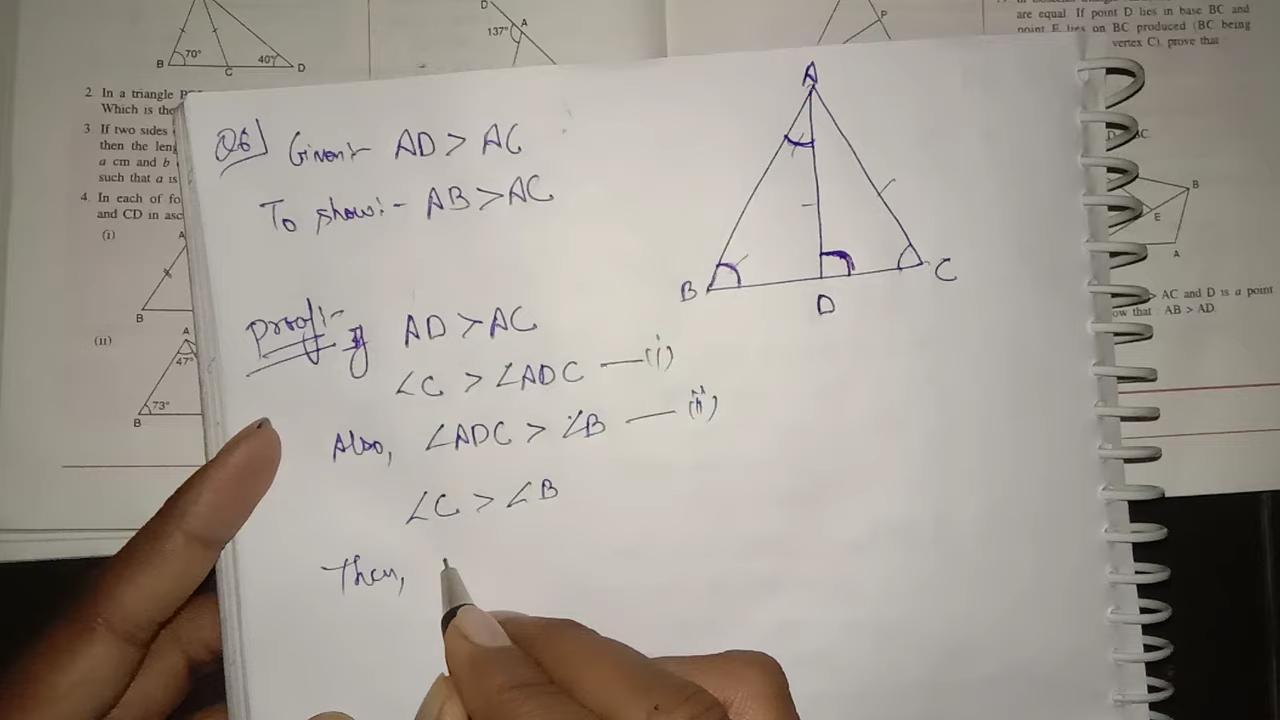 B 70° C 40° D
D
A
137°
P
are equal. If point D lies in base BC and
point E lies on BC produced (BC being
vertex C), prove that
2. In a triangle
Which is the
3. If two sides
then the leng
a cm and b
such that a is
4. In each of fo
and CD in asc
(i)
A
B
(ii)
A
47°
73°
B
Q6] Given:- AD > AC
To show:- AB > AC
Proof:- If AD > AC
∠C > ∠ADC —(i)
Also, ∠ADC > ∠B —(ii)
∠C > ∠B
Then,
A
B
D
C
BC
B
E
A
AC and D is a point
ow that AB > AD.